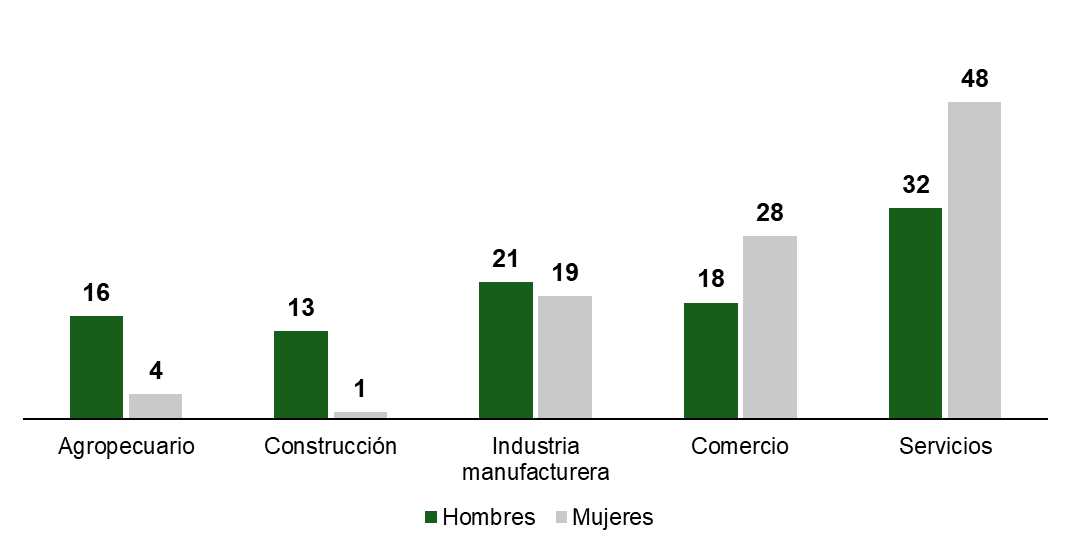 48
32
28
21
19
18
16
13
4
1
Agropecuario
Construcción
Industria
manufacturera
Comercio
Servicios
Hombres
Mujeres